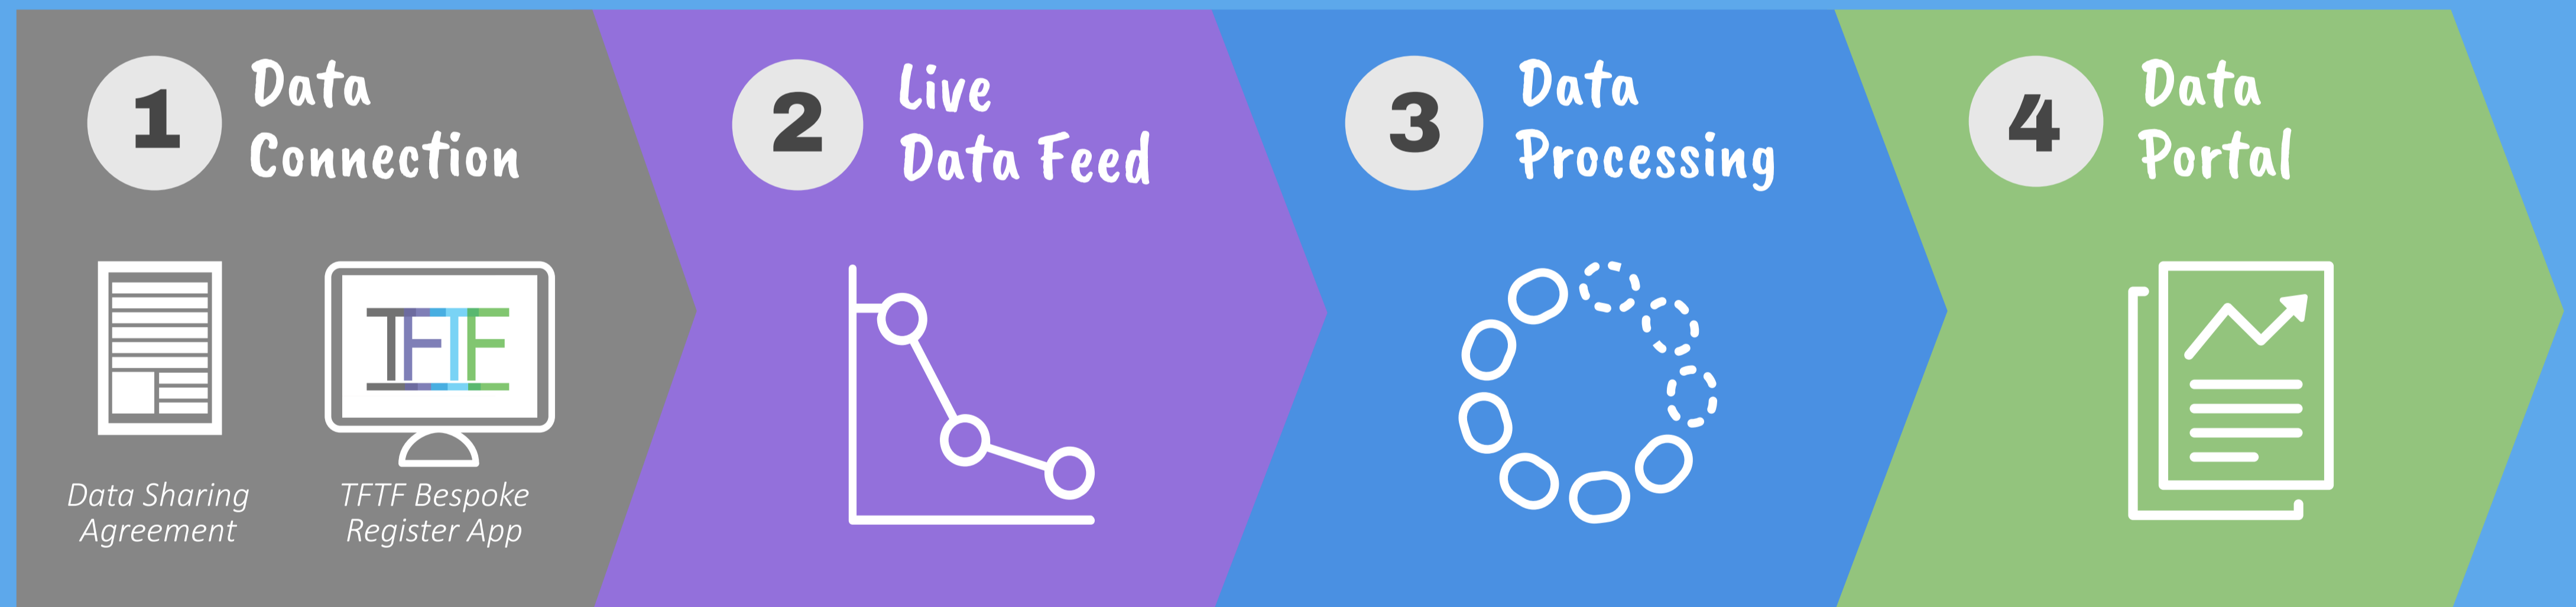 1
Data
Connection
TFTF
Data Sharing
Agreement
TFTF Bespoke
Register App
2
Live
Data Feed
3
Data
Processing
4
Data
Portal